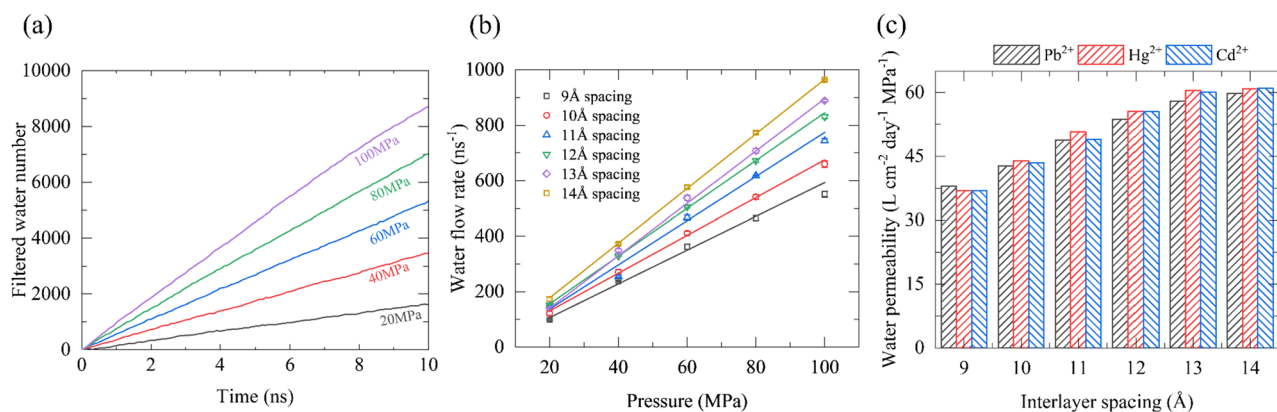 (a)
10000
8000
6000
4000
2000
0
Filtered water number
100MPa
80MPa
60MPa
40MPa
20MPa
0 2 4 6 8 10
Time (ns)
(b)
1000
800
600
400
200
0
Water flow rate (ns⁻¹)
9Å spacing
10Å spacing
11Å spacing
12Å spacing
13Å spacing
14Å spacing
20 40 60 80 100
Pressure (MPa)
(c)
Pb²⁺ Hg²⁺ Cd²⁺
60
45
30
15
0
Water permeability (L cm⁻² day⁻¹ MPa⁻¹)
9 10 11 12 13 14
Interlayer spacing (Å)